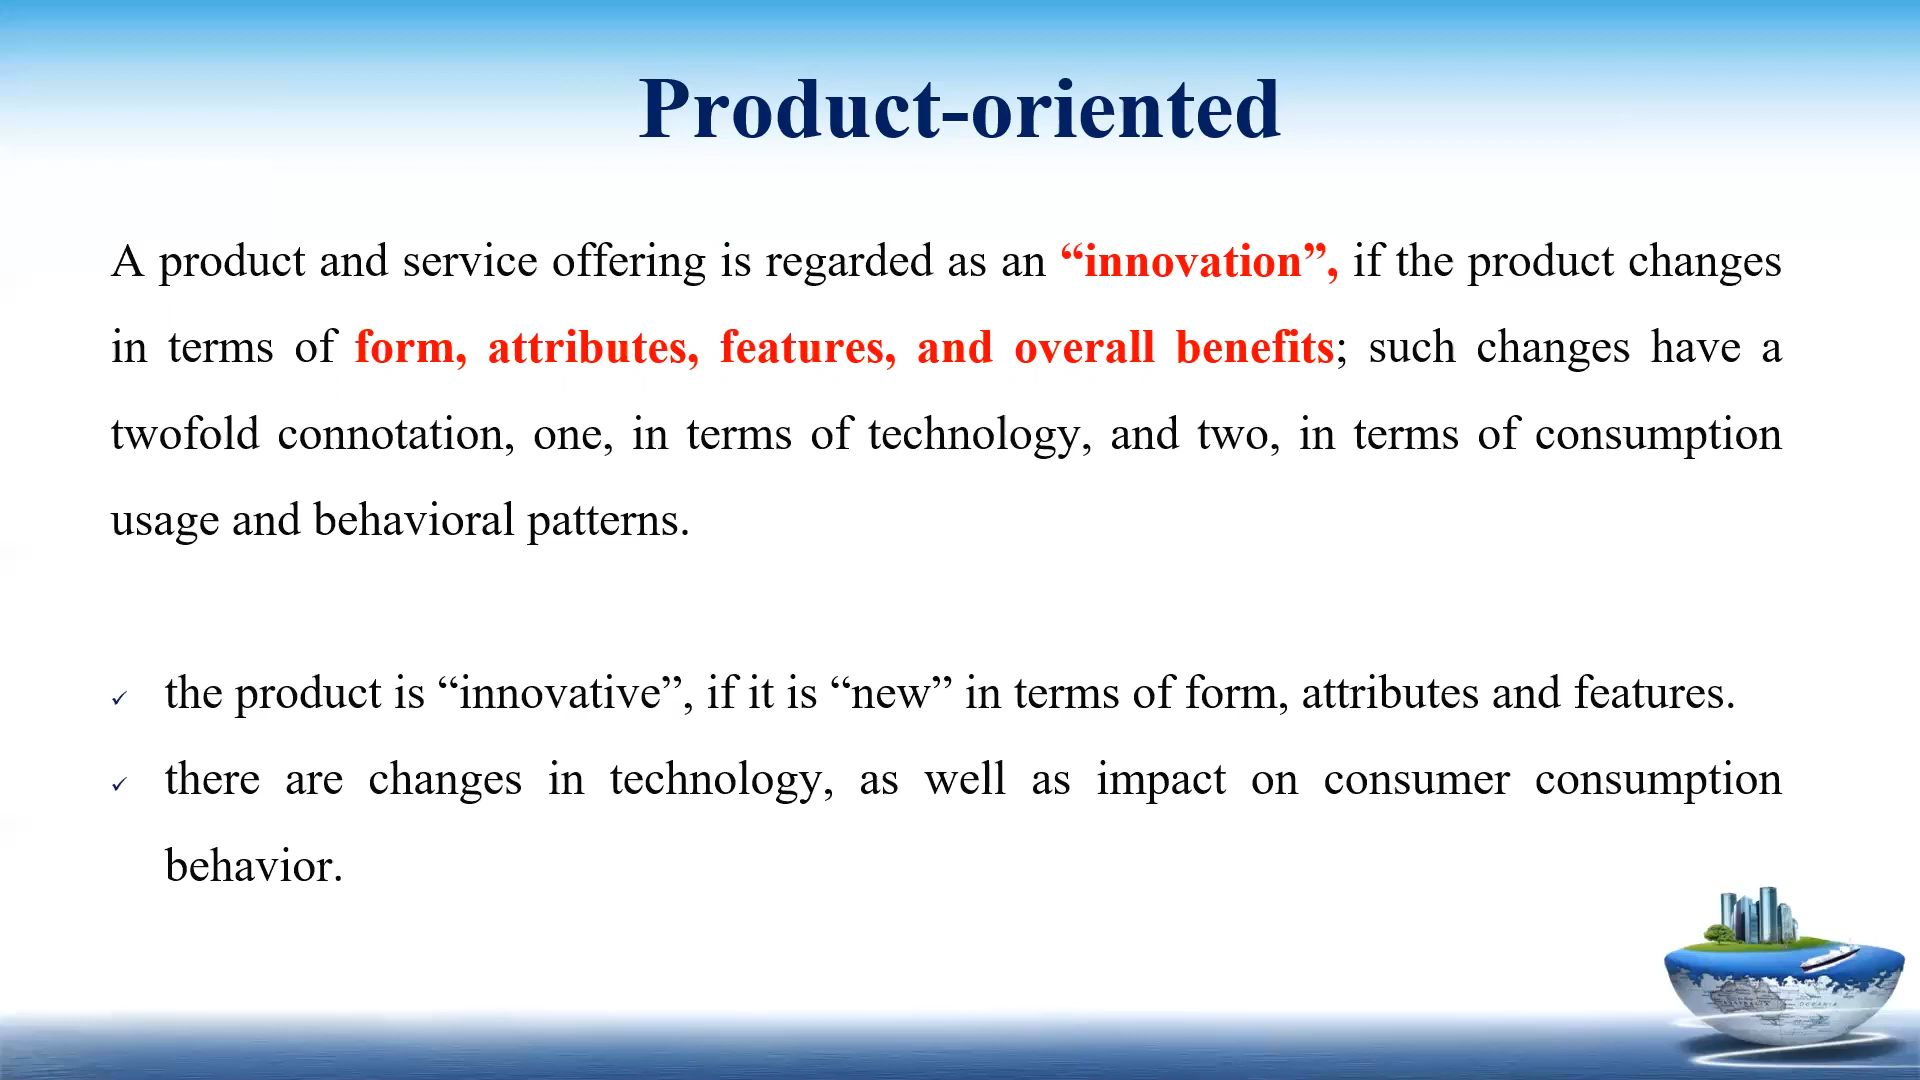 Product-oriented
A product and service offering is regarded as an “innovation”, if the product changes
in terms of form, attributes, features, and overall benefits; such changes have a
twofold connotation, one, in terms of technology, and two, in terms of consumption
usage and behavioral patterns.
✓ the product is “innovative”, if it is “new” in terms of form, attributes and features.
✓ there are changes in technology, as well as impact on consumer consumption
behavior.